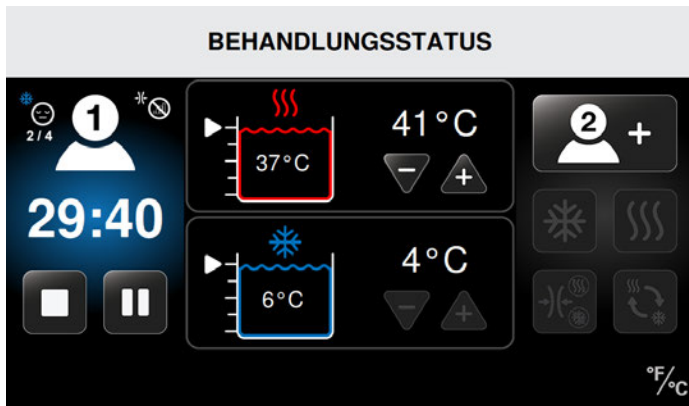 BEHANDLUNGSSTATUS
1
2/4
29:40
37°C
41°C
− +
6°C
4°C
− +
2 +
°F/°C